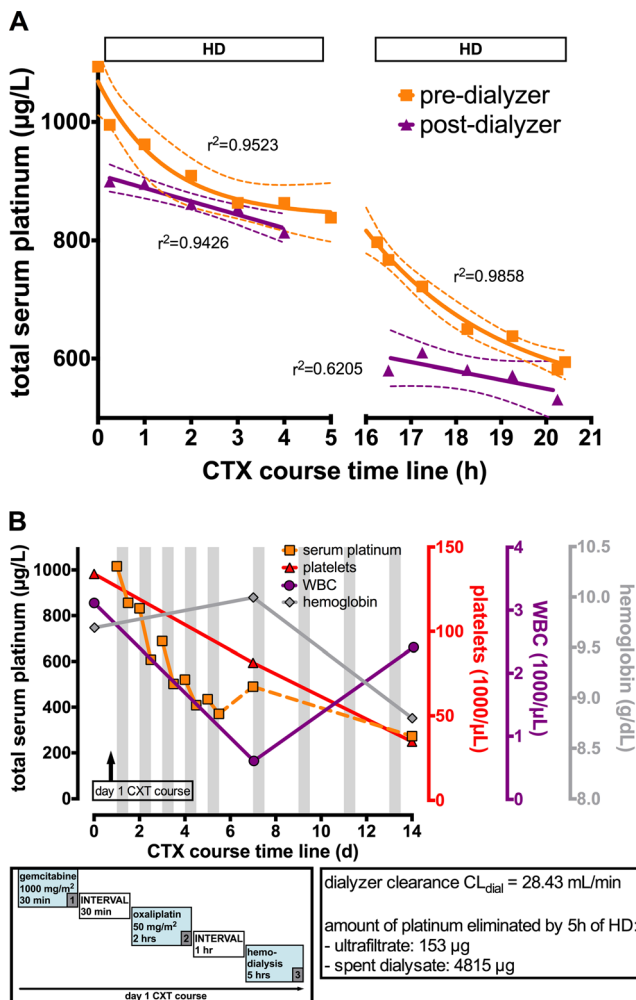 A
HD
HD
total serum platinum (µg/L)
1000
800
600
pre-dialyzer
post-dialyzer
r²=0.9523
r²=0.9426
r²=0.9858
r²=0.6205
0 1 2 3 4 5 16 17 18 19 20 21
CTX course time line (h)
B
total serum platinum (µg/L)
1000
800
600
400
200
0
serum platinum
platelets
WBC
hemoglobin
150
100
50
0
platelets (1000/µL)
4
3
2
1
0
WBC (1000/µL)
10.5
10.0
9.5
9.0
8.5
8.0
hemoglobin (g/dL)
day 1 CXT course
0 2 4 6 8 10 12 14
CTX course time line (d)
gemcitabine
1000 mg/m²
30 min
1
INTERVAL
30 min
oxaliplatin
50 mg/m²
2 hrs
2
INTERVAL
1 hr
hemo-
dialysis
5 hrs
3
day 1 CTX course
dialyzer clearance CLdial = 28.43 mL/min
amount of platinum eliminated by 5h of HD:
- ultrafiltrate: 153 µg
- spent dialysate: 4815 µg